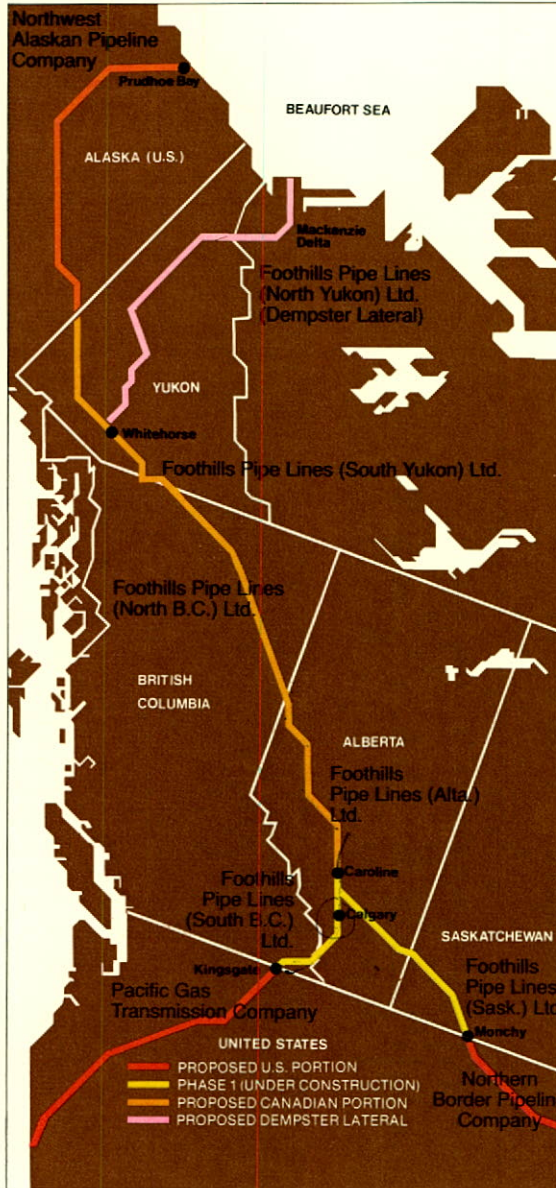 Northwest
Alaskan Pipeline
Company
Prudhoe Bay
BEAUFORT SEA
ALASKA (U.S.)
Mackenzie
Delta
Foothills Pipe Lines
(North Yukon) Ltd.
(Dempster Lateral)
YUKON
Whitehorse
Foothills Pipe Lines (South Yukon) Ltd.
Foothills Pipe Lines
(North B.C.) Ltd.
BRITISH
COLUMBIA
ALBERTA
Foothills
Pipe Lines (Alta.)
Ltd.
Caroline
Foothills
Pipe Lines
(South B.C.)
Ltd.
Calgary
SASKATCHEWAN
Kingsgate
Foothills
Pipe Lines
(Sask.) Ltd
Pacific Gas
Transmission Company
Monchy
UNITED STATES
PROPOSED U.S. PORTION
PHASE 1 (UNDER CONSTRUCTION)
PROPOSED CANADIAN PORTION
PROPOSED DEMPSTER LATERAL
Northern
Border Pipeline
Company